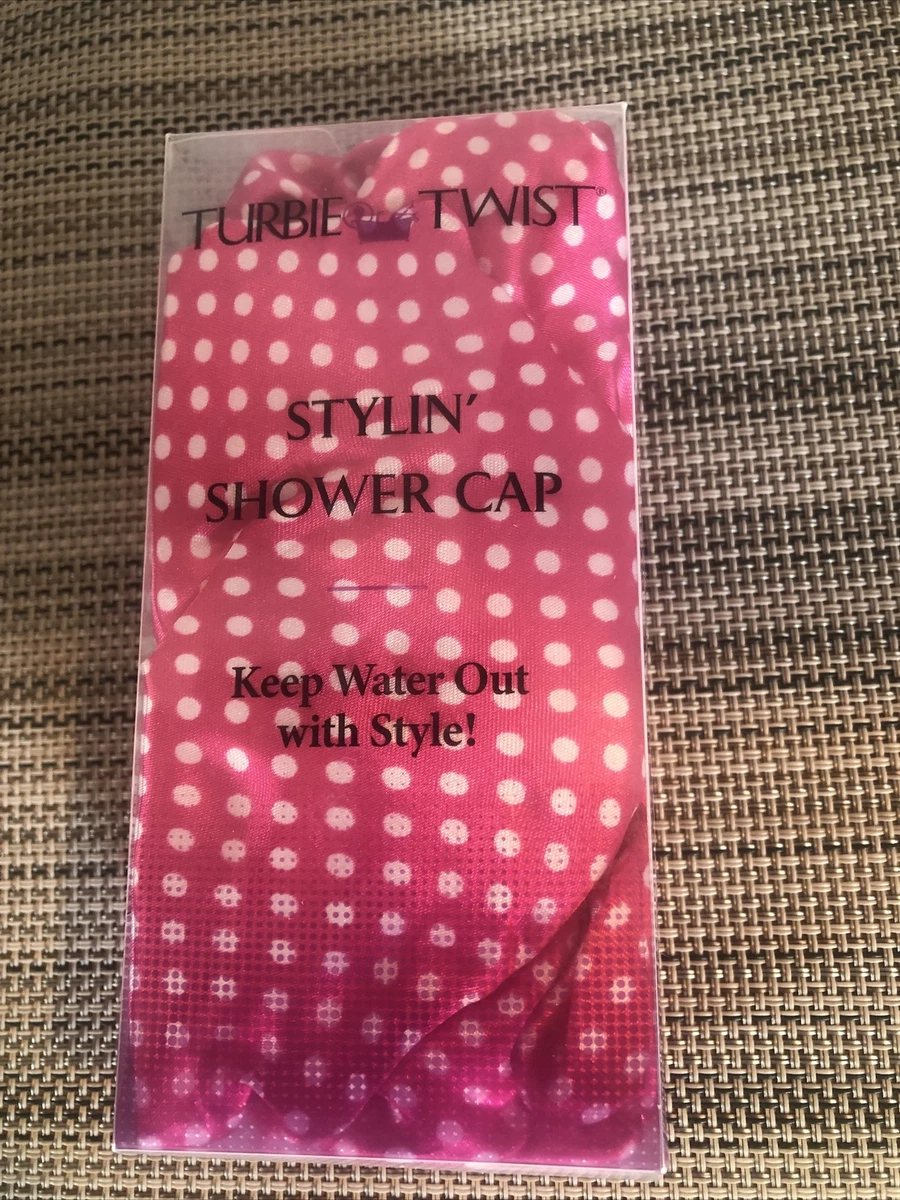 TURBIE TWIST®
STYLIN'
SHOWER CAP
Keep Water Out
with Style!